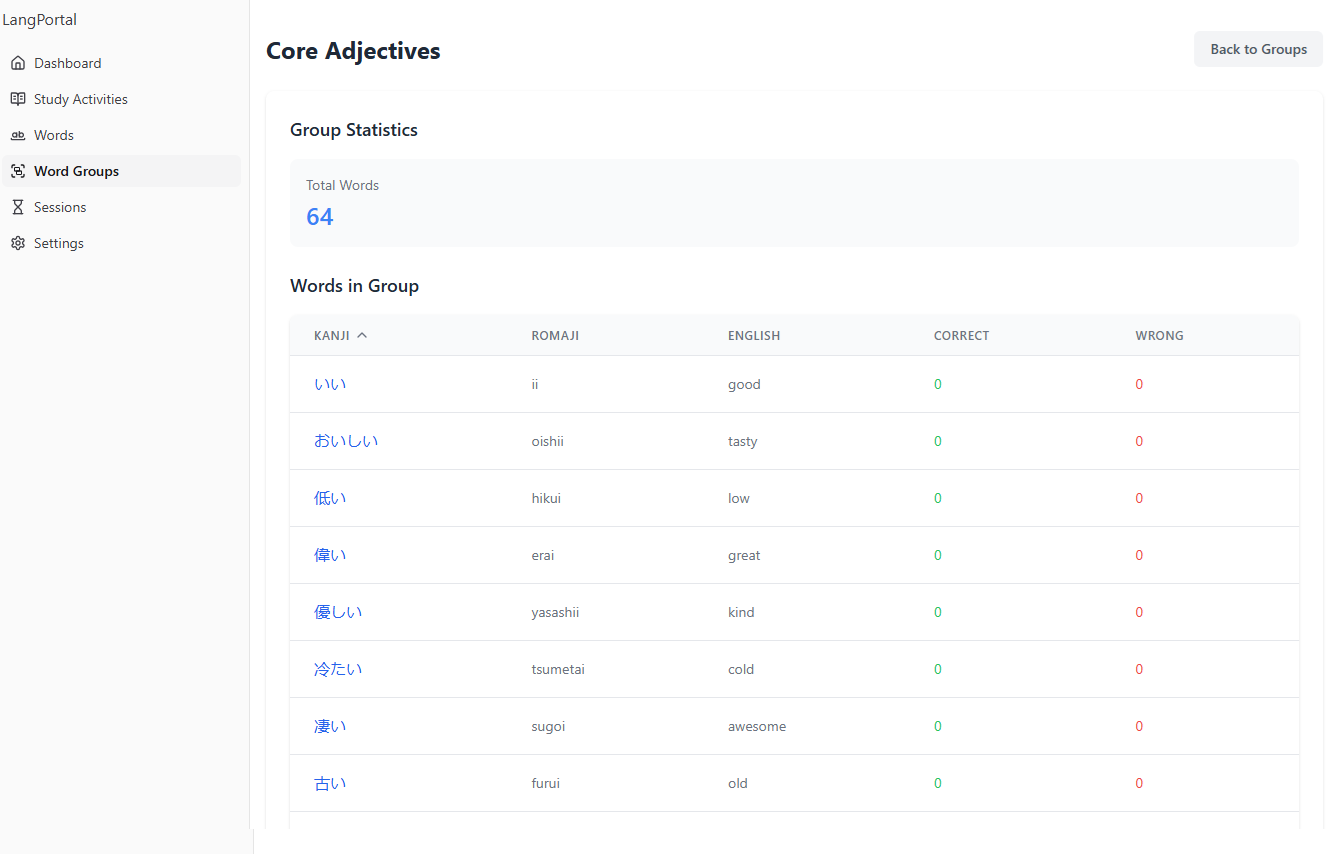 LangPortal
Dashboard
Study Activities
Words
Word Groups
Sessions
Settings
Core Adjectives
Back to Groups
Group Statistics
Total Words
64
Words in Group
KANJI ROMAJI ENGLISH CORRECT WRONG
いい ii good 0 0
おいしい oishii tasty 0 0
低い hikui low 0 0
偉い erai great 0 0
優しい yasashii kind 0 0
冷たい tsumetai cold 0 0
凄い sugoi awesome 0 0
古い furui old 0 0